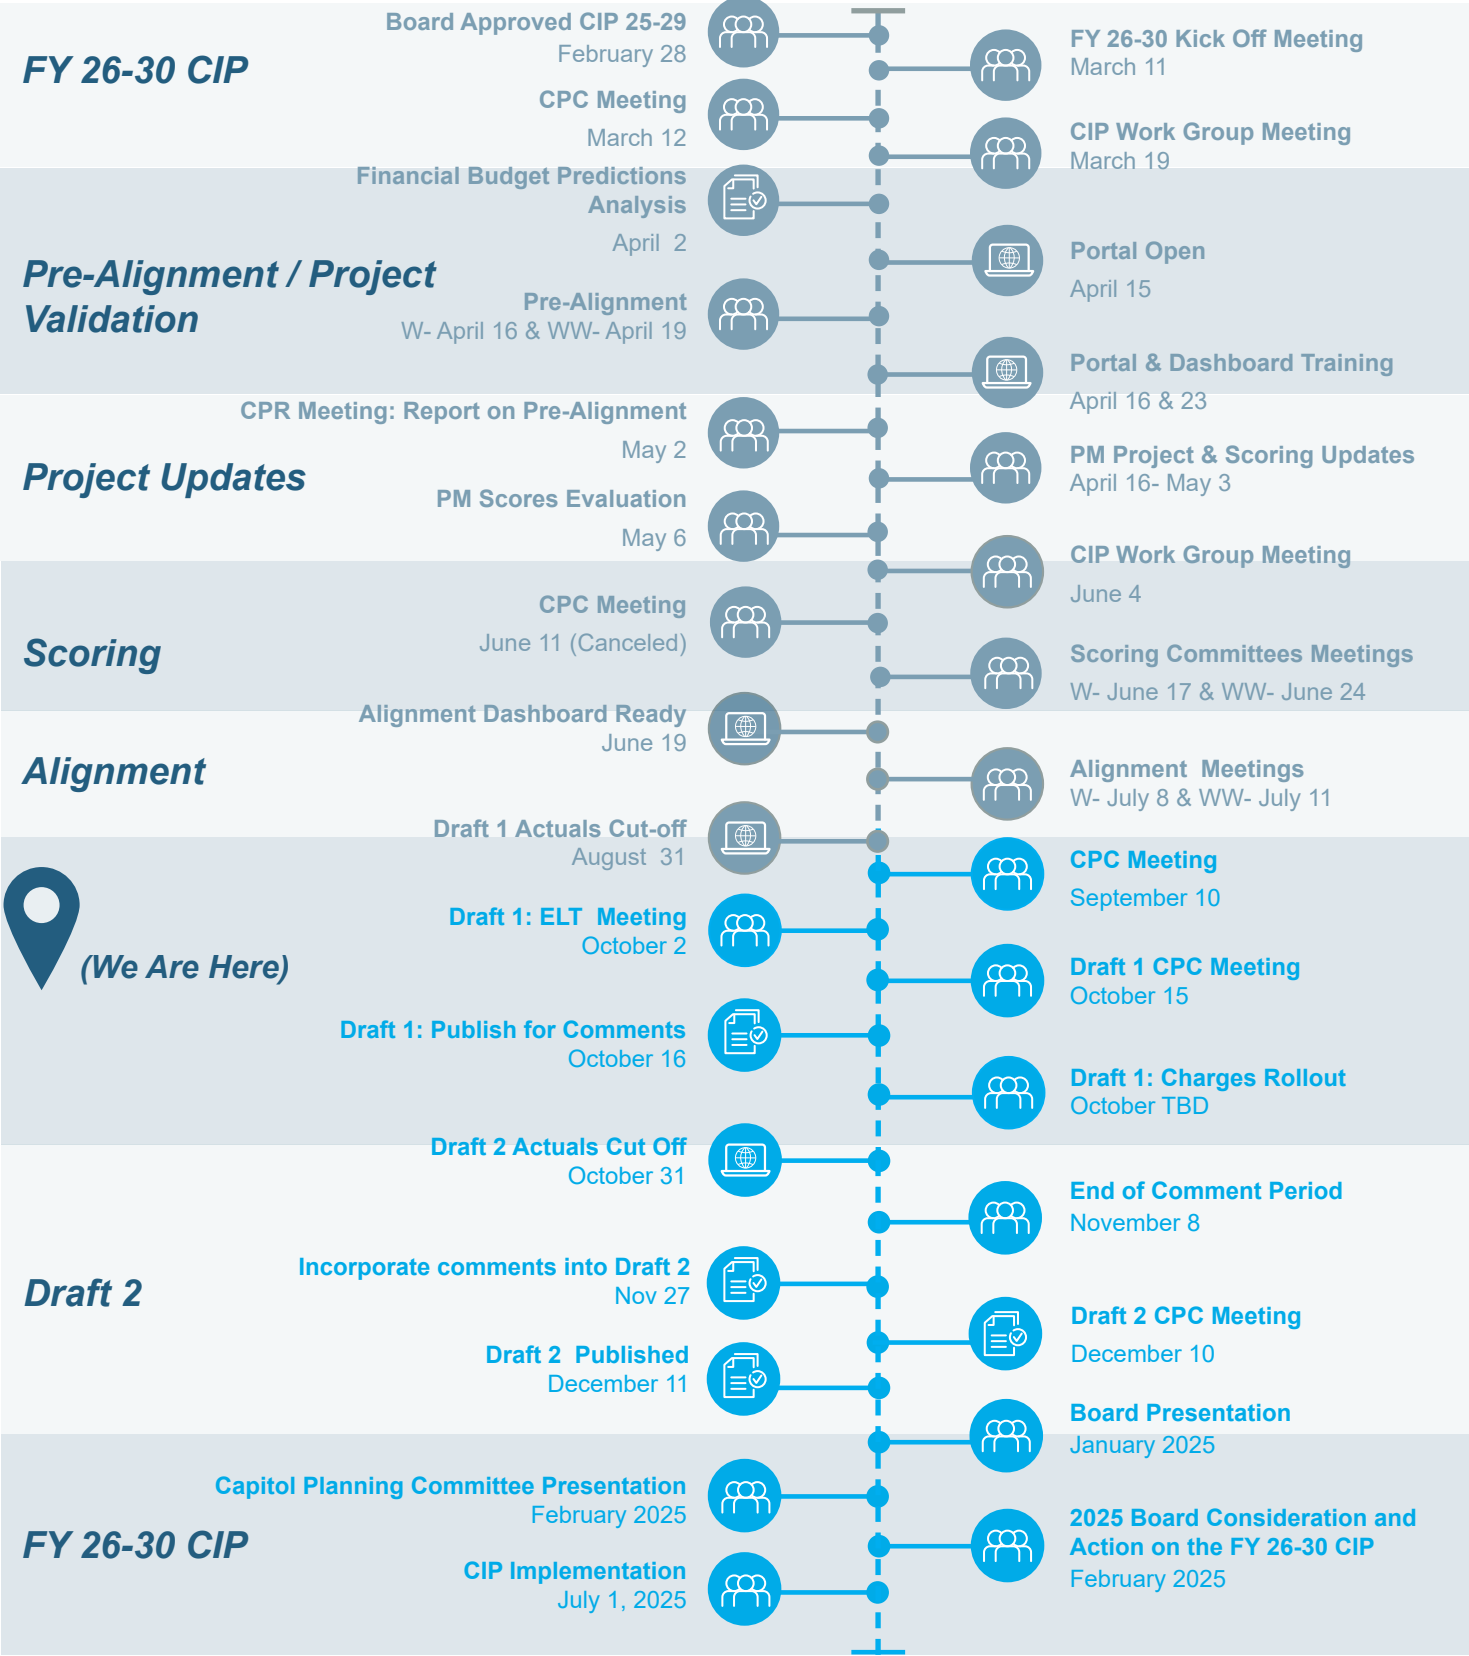 Board Approved CIP 25-29
February 28
FY 26-30 Kick Off Meeting
March 11
FY 26-30 CIP
CPC Meeting
March 12
CIP Work Group Meeting
March 19
Financial Budget Predictions
Analysis
April  2
Portal Open
April 15
Pre-Alignment / Project
Validation
Pre-Alignment
W- April 16 & WW- April 19
Portal & Dashboard Training
April 16 & 23
CPR Meeting: Report on Pre-Alignment
May 2
PM Project & Scoring Updates
April 16- May 3
Project Updates
PM Scores Evaluation
May 6
CIP Work Group Meeting
June 4
CPC Meeting
June 11 (Canceled)
Scoring
Scoring Committees Meetings
W- June 17 & WW- June 24
Alignment Dashboard Ready
June 19
Alignment
Alignment  Meetings
W- July 8 & WW- July 11
Draft 1 Actuals Cut-off
August  31
CPC Meeting
September 10
Draft 1: ELT  Meeting
October 2
(We Are Here)
Draft 1 CPC Meeting
October 15
Draft 1: Publish for Comments
October 16
Draft 1: Charges Rollout
October TBD
Draft 2 Actuals Cut Off
October 31
End of Comment Period
November 8
Incorporate comments into Draft 2
Nov 27
Draft 2
Draft 2 CPC Meeting
December 10
Draft 2  Published
December 11
Board Presentation
January 2025
Capitol Planning Committee Presentation
February 2025
2025 Board Consideration and
Action on the FY 26-30 CIP
February 2025
FY 26-30 CIP
CIP Implementation
July 1, 2025